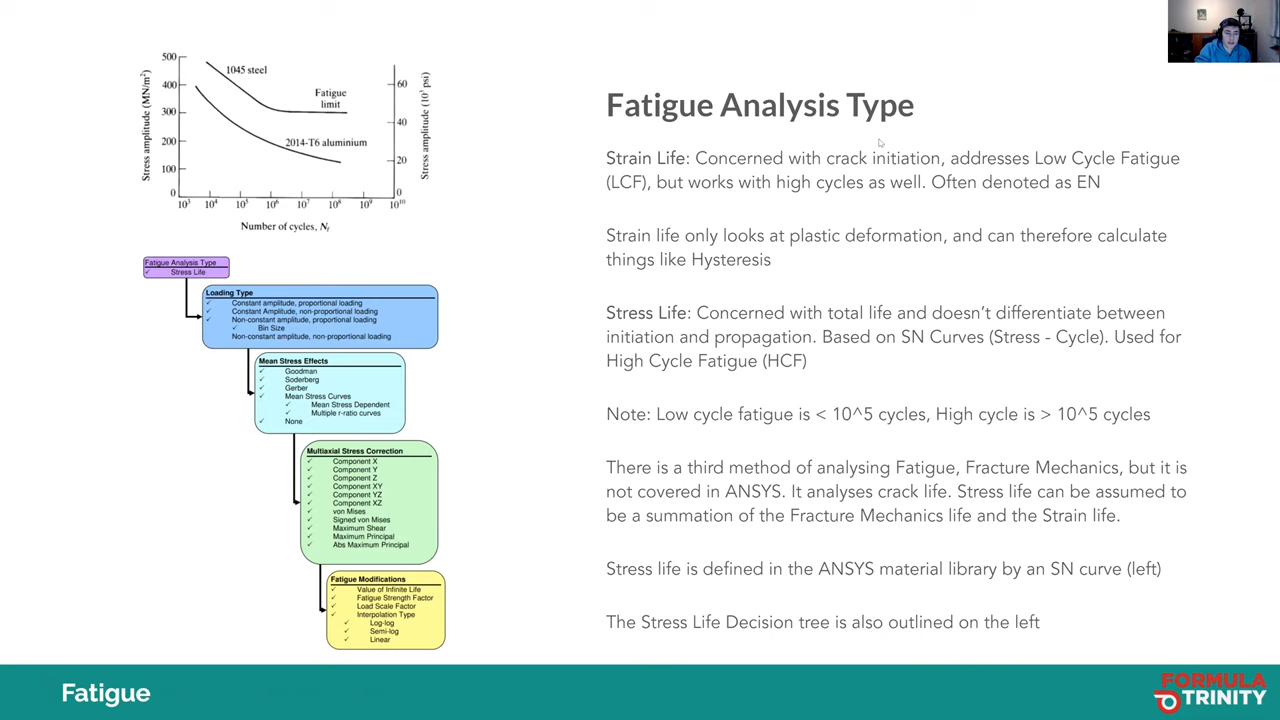 500
400
300
200
100
0
Stress amplitude (MN/m²)
1045 steel
Fatigue
limit
2014-T6 aluminium
60
40
20
0
Stress amplitude (10³ psi)
10³ 10⁴ 10⁵ 10⁶ 10⁷ 10⁸ 10⁹ 10¹⁰
Number of cycles, Nf
Fatigue Analysis Type
✓ Stress Life
Loading Type
✓ Constant amplitude, proportional loading
✓ Constant Amplitude, non-proportional loading
✓ Non-constant amplitude, proportional loading
✓ Bin Size
Non-constant amplitude, non-proportional loading
Mean Stress Effects
✓ Goodman
✓ Soderberg
✓ Gerber
✓ Mean Stress Curves
✓ Mean Stress Dependent
✓ Multiple r-ratio curves
✓ None
Multiaxial Stress Correction
✓ Component X
✓ Component Y
✓ Component Z
✓ Component XY
✓ Component YZ
✓ Component XZ
✓ von Mises
✓ Signed von Mises
✓ Maximum Shear
✓ Maximum Principal
✓ Abs Maximum Principal
Fatigue Modifications
✓ Value of Infinite Life
✓ Fatigue Strength Factor
✓ Load Scale Factor
✓ Interpolation Type
✓ Log-log
✓ Semi-log
✓ Linear
Fatigue Analysis Type
Strain Life: Concerned with crack initiation, addresses Low Cycle Fatigue
(LCF), but works with high cycles as well. Often denoted as EN
Strain life only looks at plastic deformation, and can therefore calculate
things like Hysteresis
Stress Life: Concerned with total life and doesn’t differentiate between
initiation and propagation. Based on SN Curves (Stress - Cycle). Used for
High Cycle Fatigue (HCF)
Note: Low cycle fatigue is < 10^5 cycles, High cycle is > 10^5 cycles
There is a third method of analysing Fatigue, Fracture Mechanics, but it is
not covered in ANSYS. It analyses crack life. Stress life can be assumed to
be a summation of the Fracture Mechanics life and the Strain life.
Stress life is defined in the ANSYS material library by an SN curve (left)
The Stress Life Decision tree is also outlined on the left
Fatigue
FORMULA
TRINITY